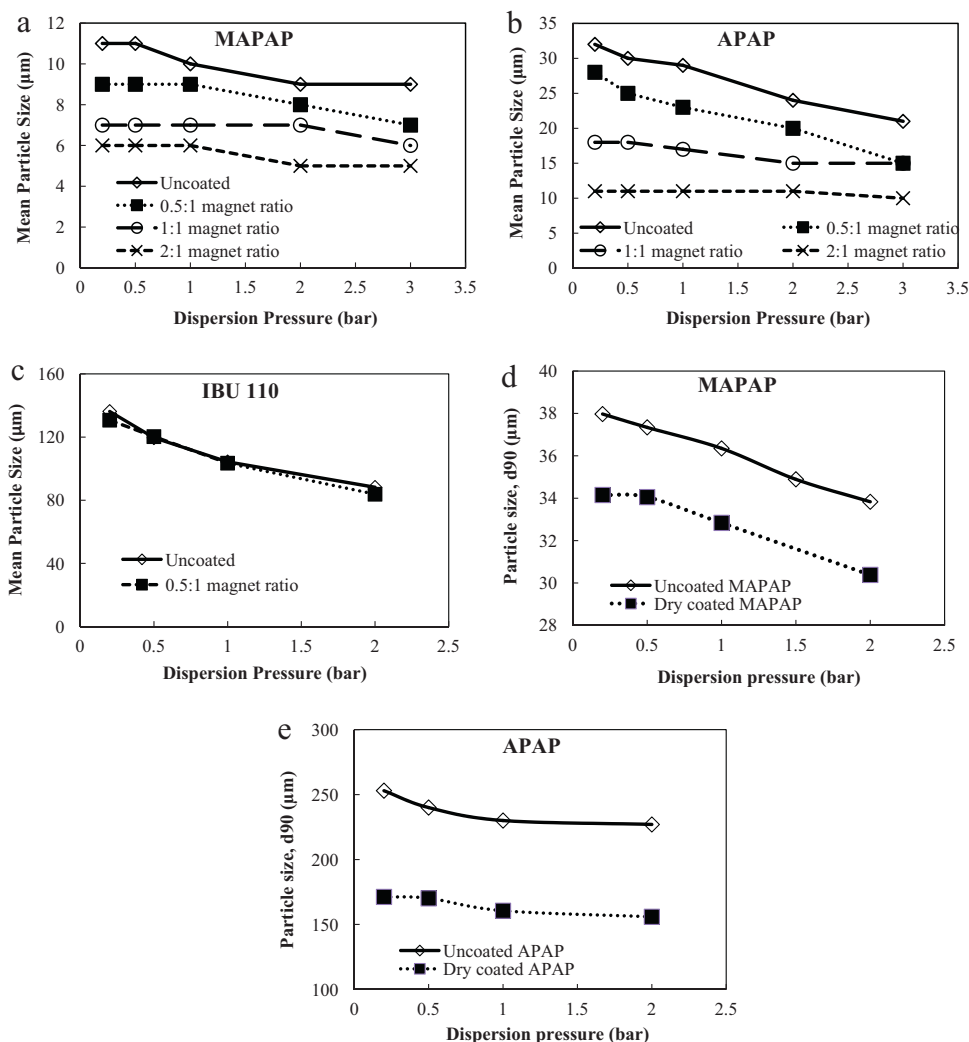 a
MAPAP
Mean Particle Size (μm)
12
10
8
6
4
2
0
Uncoated
0.5:1 magnet ratio
1:1 magnet ratio
2:1 magnet ratio
0 0.5 1 1.5 2 2.5 3 3.5
Dispersion Pressure (bar)
b
APAP
Mean Particle Size (μm)
35
30
25
20
15
10
5
0
Uncoated 0.5:1 magnet ratio
1:1 magnet ratio 2:1 magnet ratio
0 0.5 1 1.5 2 2.5 3 3.5
Dispersion Pressure (bar)
c
IBU 110
Mean Particle Size (μm)
160
120
80
40
0
Uncoated
0.5:1 magnet ratio
0 0.5 1 1.5 2 2.5
Dispersion Pressure (bar)
d
MAPAP
Particle size, d90 (μm)
40
38
36
34
32
30
28
Uncoated MAPAP
Dry coated MAPAP
0 0.5 1 1.5 2 2.5
Dispersion pressure (bar)
e
APAP
Particle size, d90 (μm)
300
250
200
150
100
Uncoated APAP
Dry coated APAP
0 0.5 1 1.5 2 2.5
Dispersion pressure (bar)